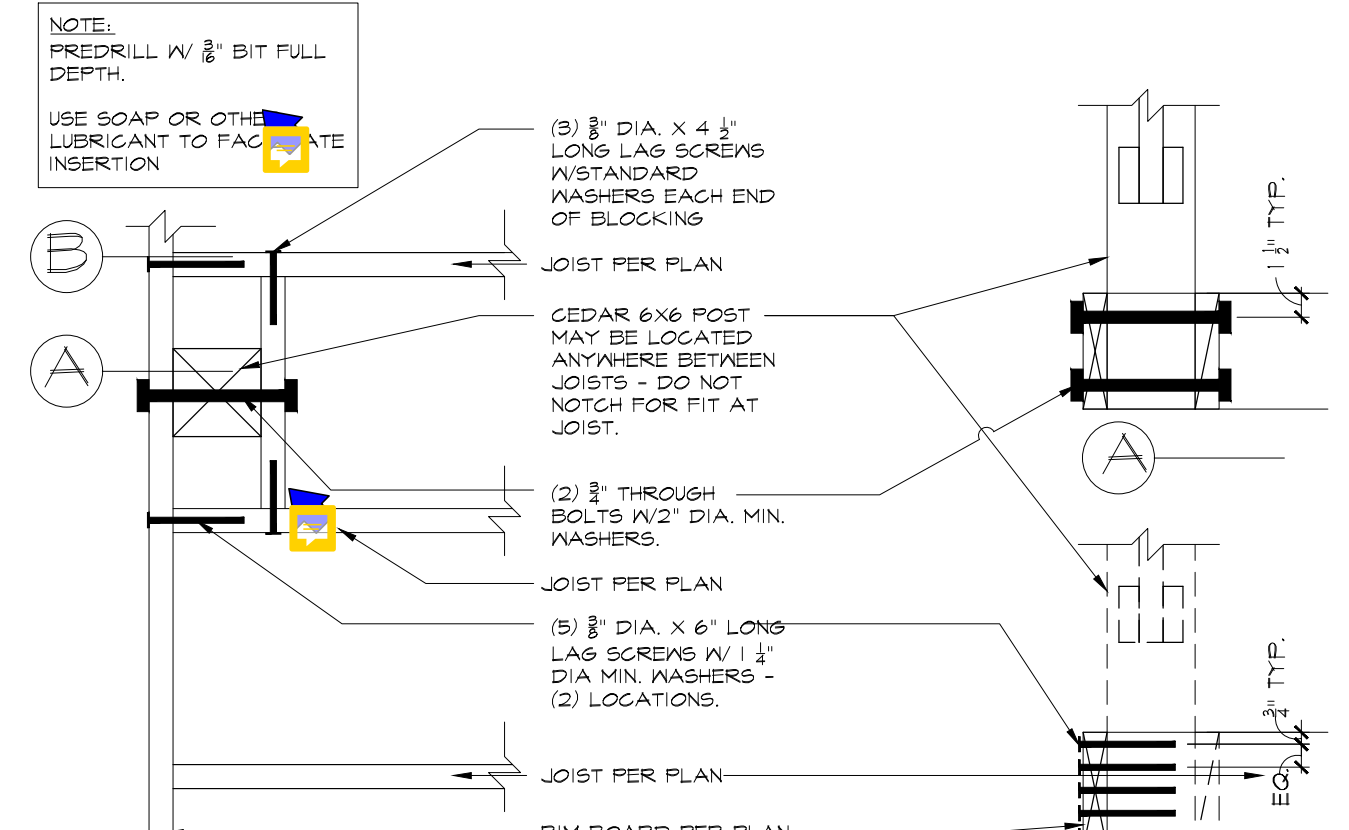 NOTE:
PREDRILL W/ 3/16" BIT FULL
DEPTH.
USE SOAP OR
LUBRICANT TO
INSERTION
(3) 3/8" DIA. X 4 1/2"
LONG LAG SCREWS
W/STANDARD
WASHERS EACH END
OF BLOCKING
B
JOIST PER PLAN
CEDAR 6X6 POST
MAY BE LOCATED
ANYWHERE BETWEEN
JOISTS - DO NOT
NOTCH FOR FIT AT
JOIST.
A
(2) 3/4" THROUGH
BOLTS W/2" DIA. MIN.
WASHERS.
JOIST PER PLAN
(5) 3/8" DIA. X 6" LONG
LAG SCREWS W/ 1 1/4"
DIA MIN. WASHERS -
(2) LOCATIONS.
JOIST PER PLAN
RIM BOARD PER PLAN
1 1/2" TYP.
A
3/4" TYP.
EQ.